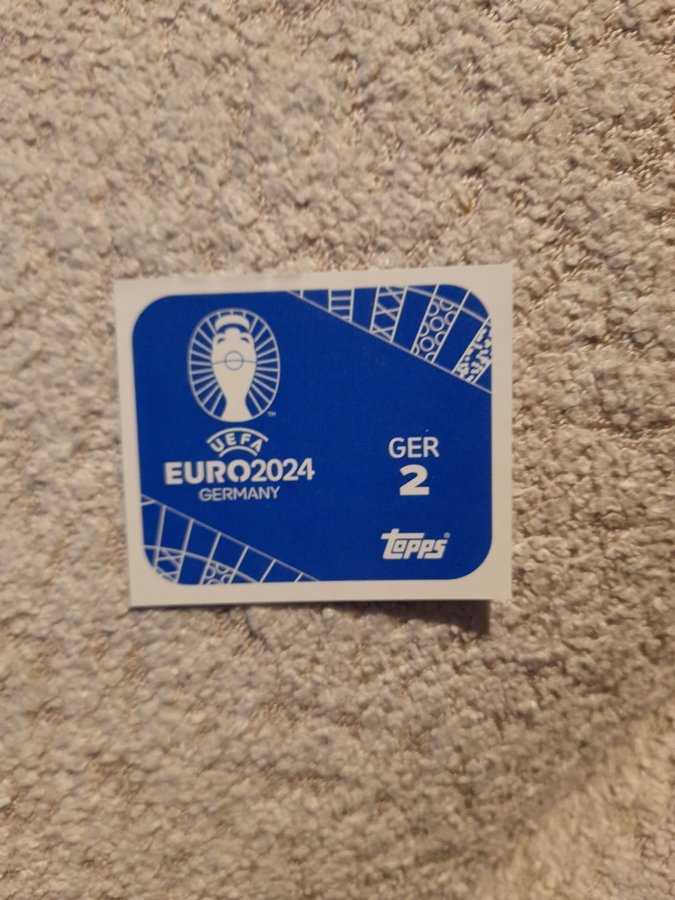 UEFA
EURO2024
GERMANY
GER
2
topps